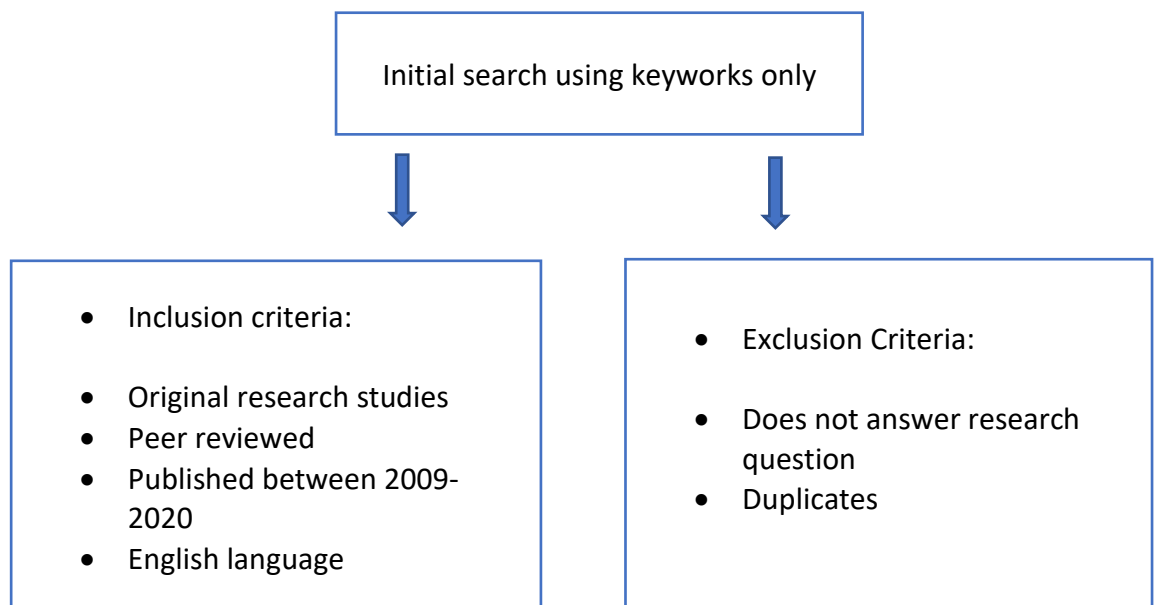 Initial search using keyworks only
• Inclusion criteria:
• Original research studies
• Peer reviewed
• Published between 2009-
2020
• English language
• Exclusion Criteria:
• Does not answer research
question
• Duplicates